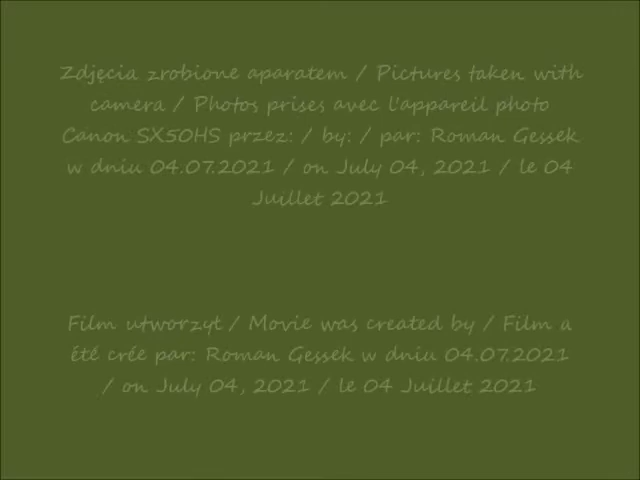 Zdjęcia zrobione aparatem / Pictures taken with
camera / Photos prises avec l'appareil photo
Canon SX50HS przez: / by: / par: Roman Gessek
w dniu 04.07.2021 / on July 04, 2021 / le 04
Juillet 2021
Film utworzył / Movie was created by / Film a
été crée par: Roman Gessek w dniu 04.07.2021
/ on July 04, 2021 / le 04 Juillet 2021